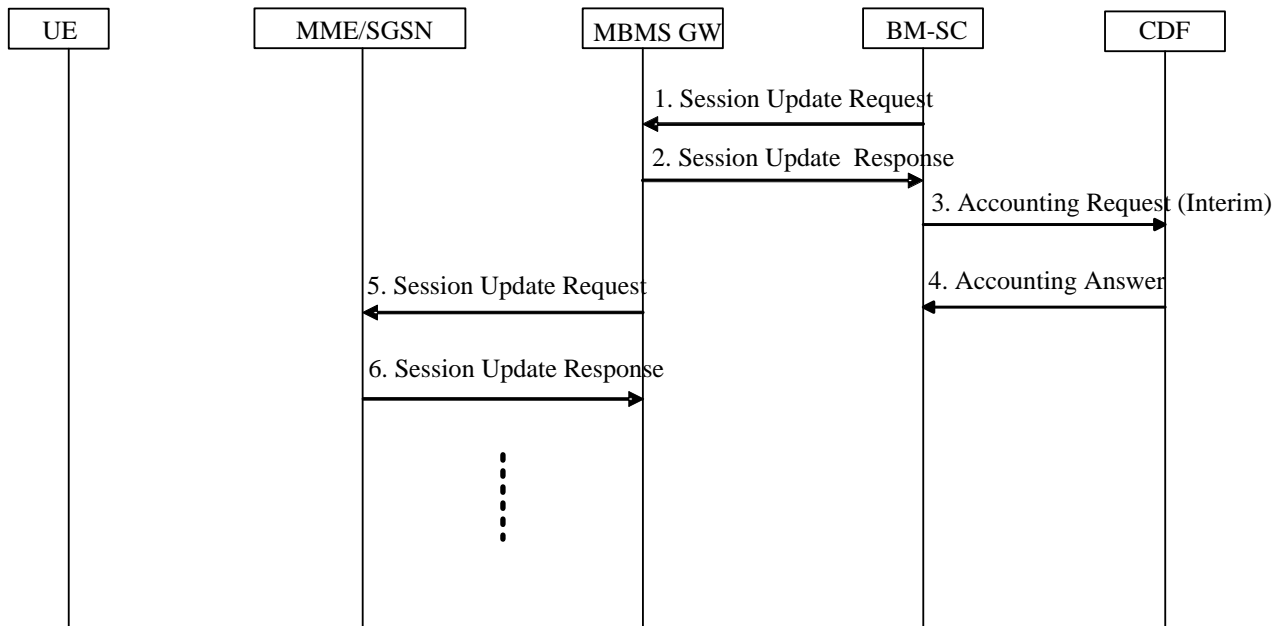 UE
MME/SGSN
MBMS GW
BM-SC
CDF
1. Session Update Request
2. Session Update Response
3. Accounting Request (Interim)
4. Accounting Answer
5. Session Update Request
6. Session Update Response